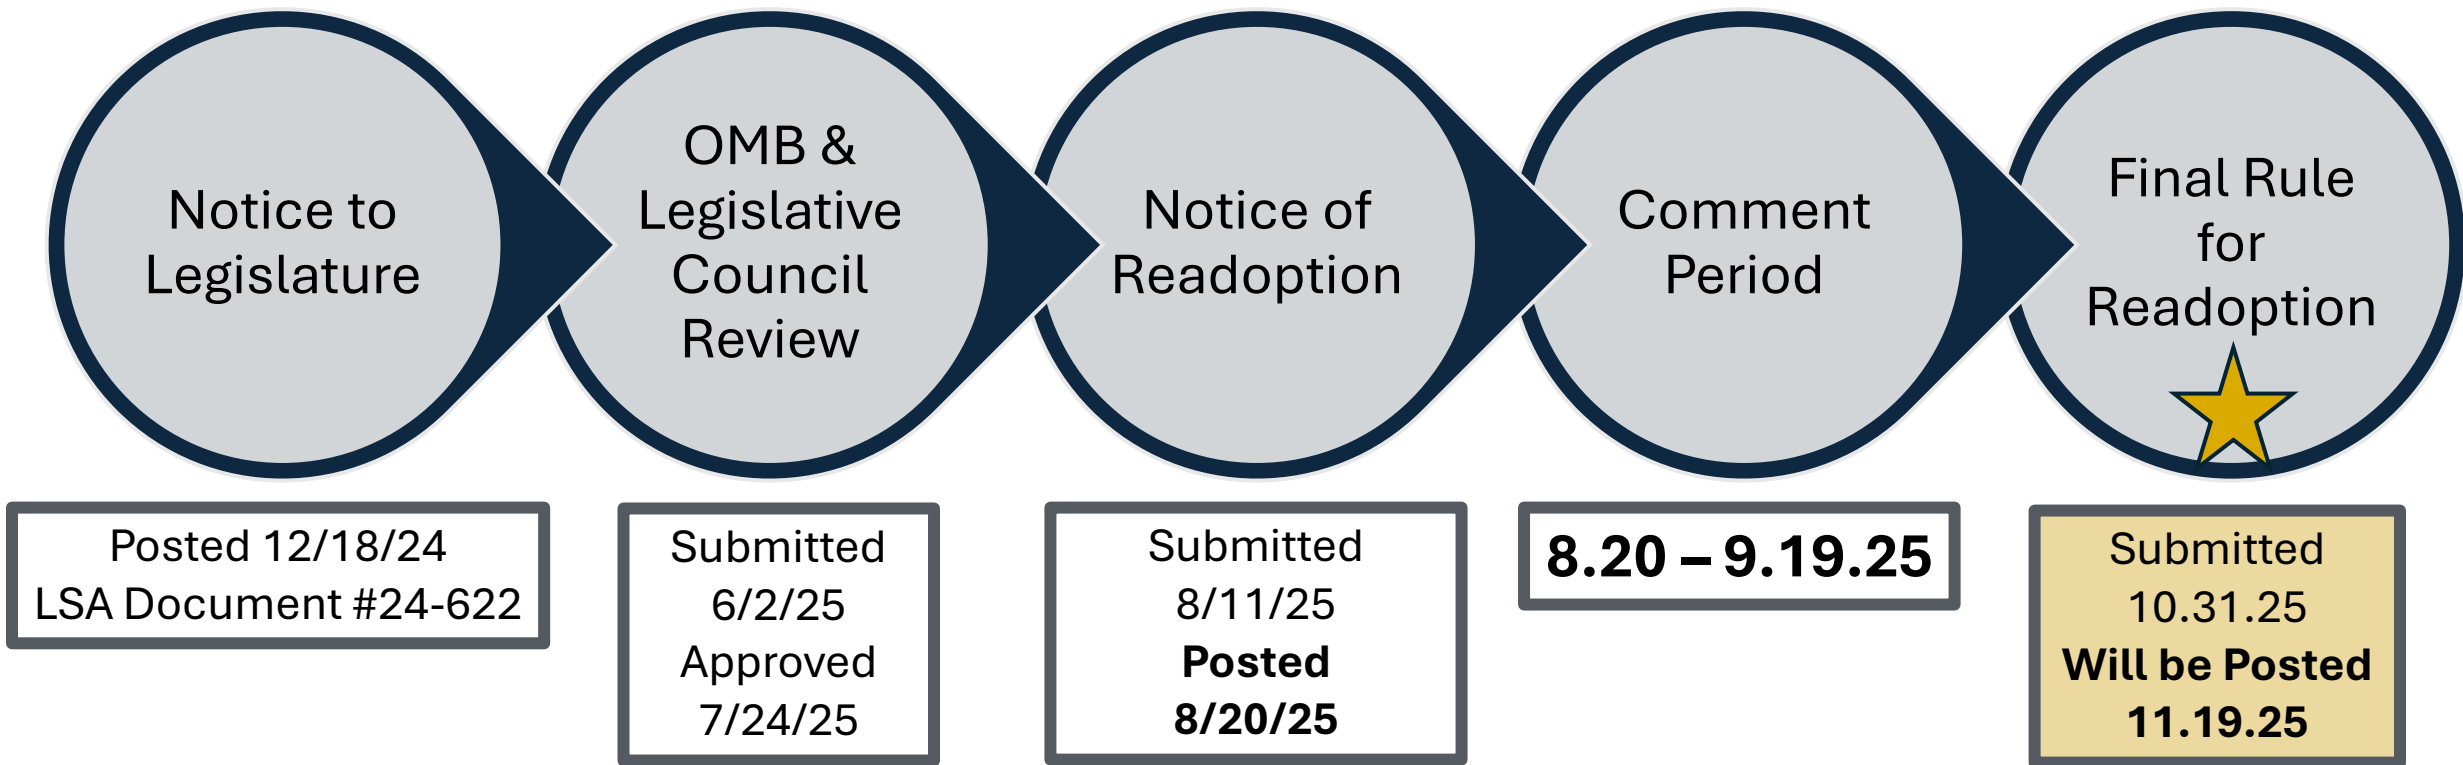 Notice to
Legislature
OMB &
Legislative
Council
Review
Notice of
Readoption
Comment
Period
Final Rule
for
Readoption
Posted 12/18/24
LSA Document #24-622
Submitted
6/2/25
Approved
7/24/25
Submitted
8/11/25
Posted
8/20/25
8.20 – 9.19.25
Submitted
10.31.25
Will be Posted
11.19.25